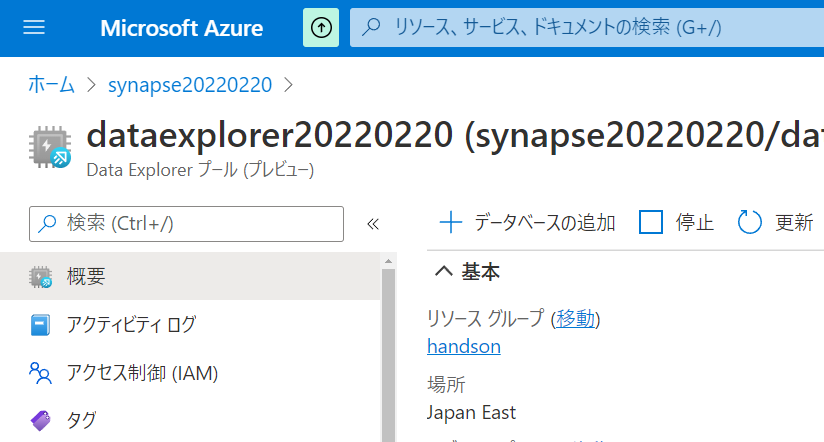 Microsoft Azure
リソース、サービス、ドキュメントの検索 (G+/)
ホーム > synapse20220220 >
dataexplorer20220220 (synapse20220220/dat
Data Explorer プール (プレビュー)
検索 (Ctrl+/)
«
データベースの追加
停止
更新
概要
アクティビティ ログ
アクセス制御 (IAM)
タグ
基本
リソース グループ (移動)
handson
場所
Japan East